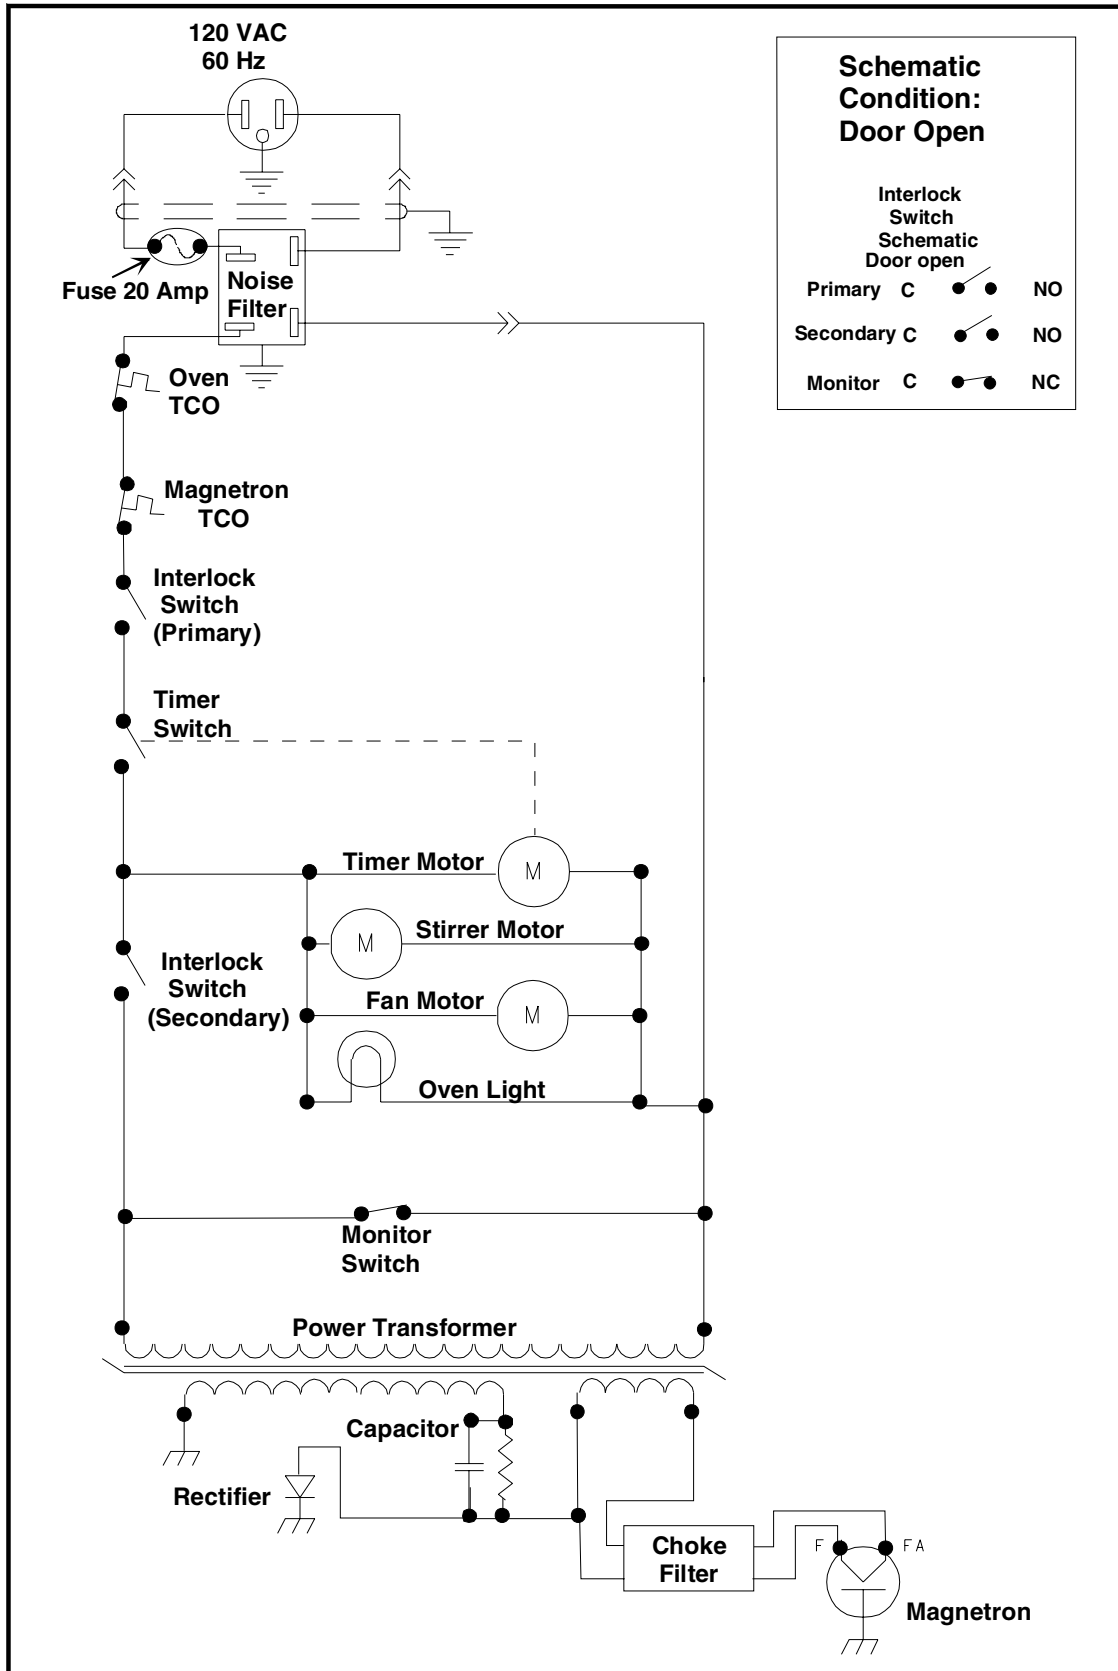 120 VAC
60 Hz
Schematic
Condition:
Door Open
Interlock
Switch
Schematic
Door open
Primary C NO
Secondary C NO
Monitor C NC
Fuse 20 Amp
Noise
Filter
Oven
TCO
Magnetron
TCO
Interlock
Switch
(Primary)
Timer
Switch
Timer Motor
M
Stirrer Motor
M
Interlock
Switch
(Secondary)
Fan Motor
M
Oven Light
Monitor
Switch
Power Transformer
Capacitor
Rectifier
Choke
Filter
F
FA
Magnetron